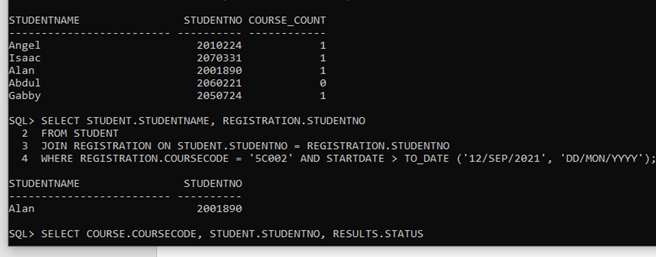 STUDENTNAME STUDENTNO COURSE_COUNT
------------------------ ---------- ------------
Angel 2010224 1
Isaac 2070331 1
Alan 2001890 1
Abdul 2060221 0
Gabby 2050724 1
SQL> SELECT STUDENT.STUDENTNAME, REGISTRATION.STUDENTNO
2 FROM STUDENT
3 JOIN REGISTRATION ON STUDENT.STUDENTNO = REGISTRATION.STUDENTNO
4 WHERE REGISTRATION.COURSECODE = '5C002' AND STARTDATE > TO_DATE ('12/SEP/2021', 'DD/MON/YYYY');
STUDENTNAME STUDENTNO
------------------------ ----------
Alan 2001890
SQL> SELECT COURSE.COURSECODE, STUDENT.STUDENTNO, RESULTS.STATUS